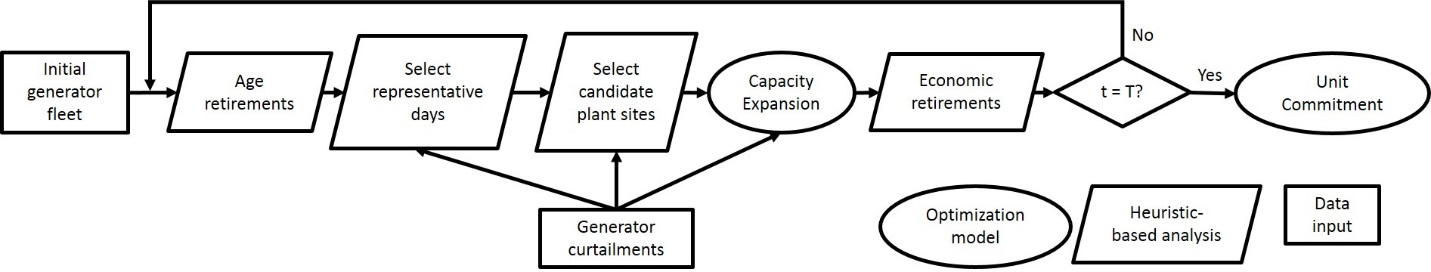 Initial
generator
fleet
Age
retirements
Select
representative
days
Select
candidate
plant sites
Capacity
Expansion
Economic
retirements
t = T?
No
Yes
Unit
Commitment
Generator
curtailments
Optimization
model
Heuristic-
based analysis
Data
input